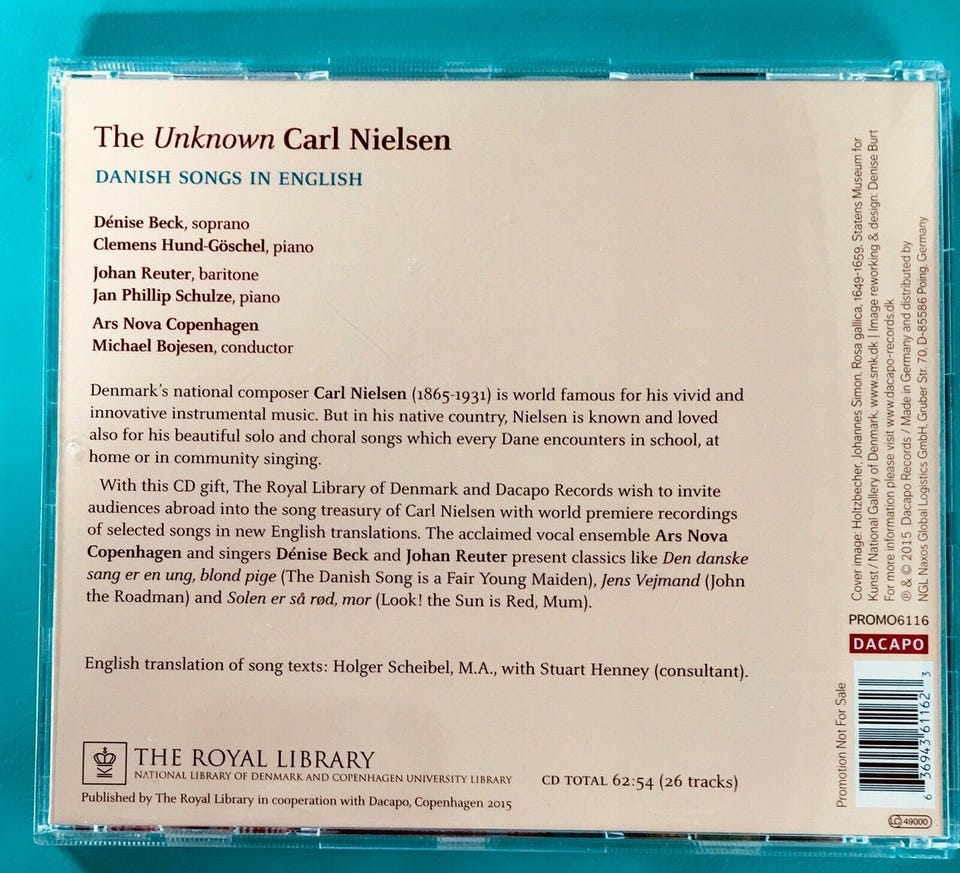 The Unknown Carl Nielsen
DANISH SONGS IN ENGLISH
Dénise Beck, soprano
Clemens Hund-Göschel, piano
Johan Reuter, baritone
Jan Phillip Schulze, piano
Ars Nova Copenhagen
Michael Bojesen, conductor
Denmark's national composer Carl Nielsen (1865-1931) is world famous for his vivid and
innovative instrumental music. But in his native country, Nielsen is known and loved
also for his beautiful solo and choral songs which every Dane encounters in school, at
home or in community singing.
With this CD gift, The Royal Library of Denmark and Dacapo Records wish to invite
audiences abroad into the song treasury of Carl Nielsen with world premiere recordings
of selected songs in new English translations. The acclaimed vocal ensemble Ars Nova
Copenhagen and singers Dénise Beck and Johan Reuter present classics like Den danske
sang er en ung, blond pige (The Danish Song is a Fair Young Maiden), Jens Vejmand (John
the Roadman) and Solen er så rød, mor (Look! the Sun is Red, Mum).
English translation of song texts: Holger Scheibel, M.A., with Stuart Henney (consultant).
THE ROYAL LIBRARY
NATIONAL LIBRARY OF DENMARK AND COPENHAGEN UNIVERSITY LIBRARY
CD TOTAL 62:54 (26 tracks)
Published by The Royal Library in cooperation with Dacapo, Copenhagen 2015
Cover image: Holtzbecher, Johannes Simon, Rosa gallica, 1649-1659. Statens Museum for
Kunst / National Gallery of Denmark, www.smk.dk | Image reworking & design: Denise Burt
For more information please visit www.dacapo-records.dk
℗ & © 2015 Dacapo Records / Made in Germany and distributed by
NGL Naxos Global Logistics GmbH, Gruber Str. 70, D-85586 Poing, Germany
PROMO6116
DACAPO
Promotion Not For Sale
6 36943 61162 3
LC 49000